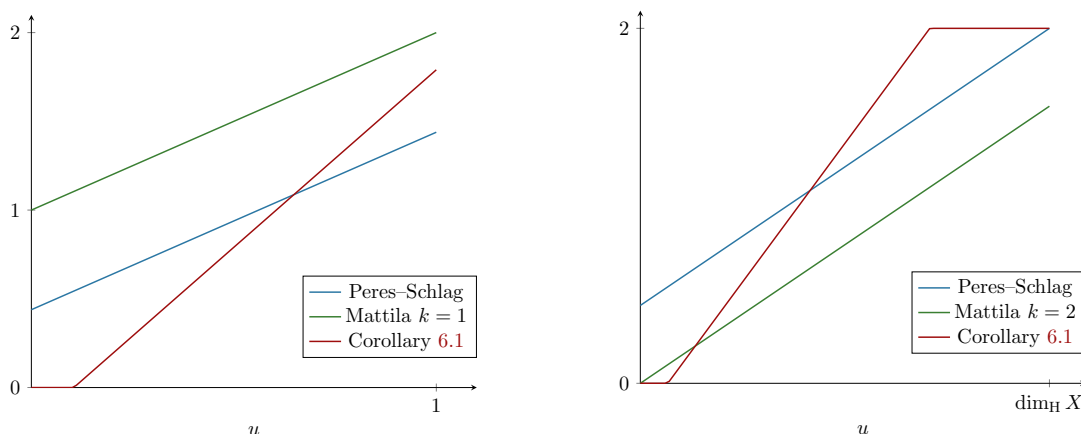 2
1
0
1
u
Peres–Schlag
Mattila k = 1
Corollary 6.1
2
0
dim_H X
u
Peres–Schlag
Mattila k = 2
Corollary 6.1